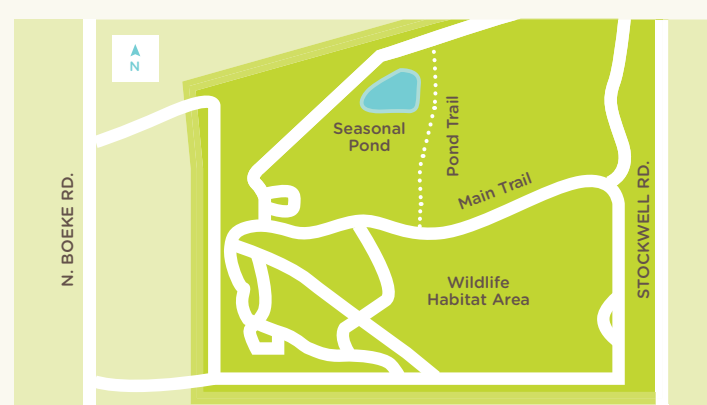 N
Seasonal
Pond
Pond Trail
Main Trail
N. BOEKE RD.
STOCKWELL RD.
Wildlife
Habitat Area